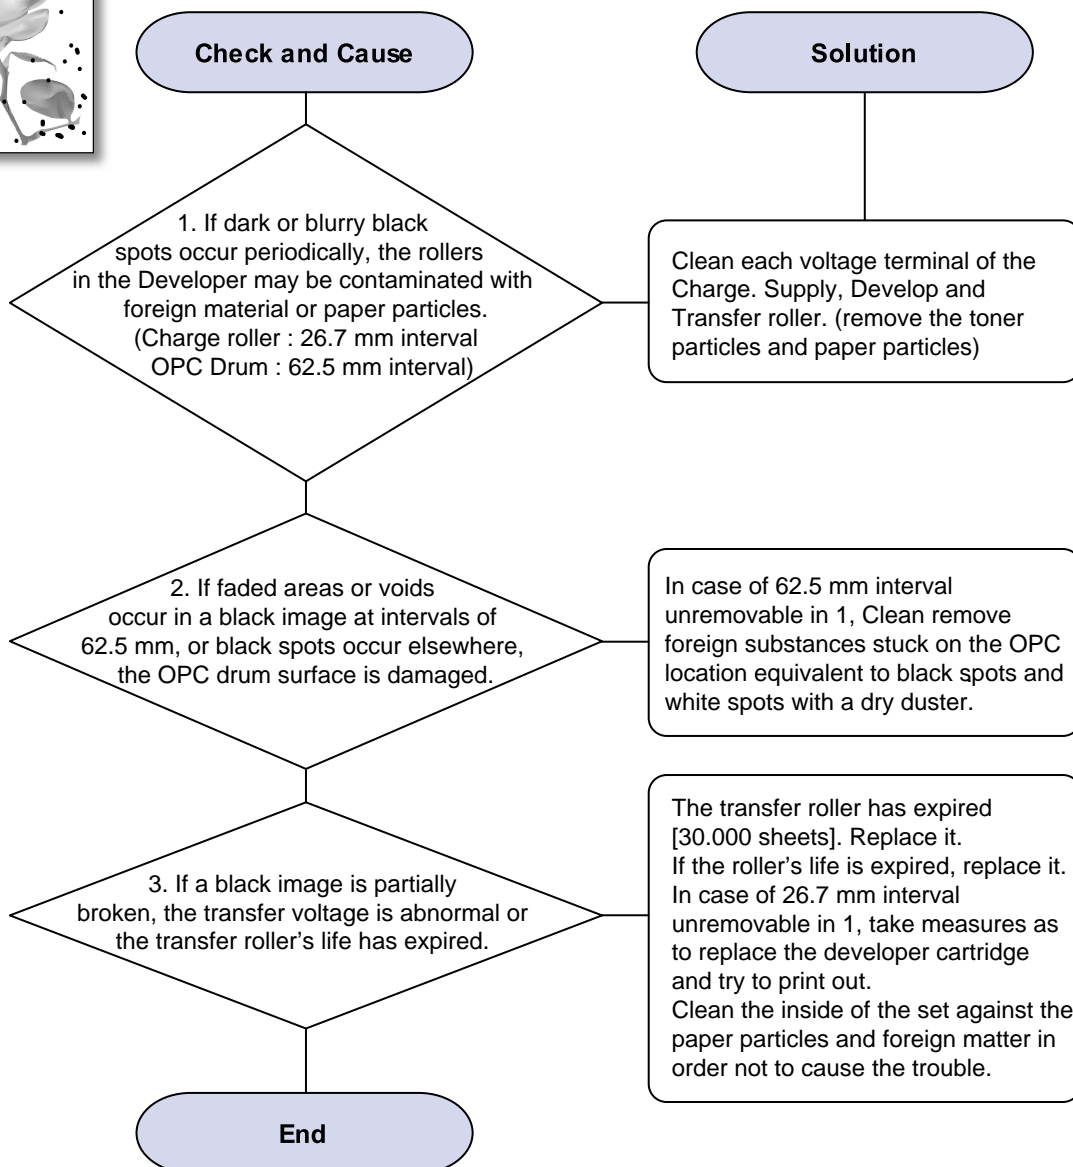 Check and Cause
Solution
1. If dark or blurry black
spots occur periodically, the rollers
in the Developer may be contaminated with
foreign material or paper particles.
(Charge roller : 26.7 mm interval
OPC Drum : 62.5 mm interval)
Clean each voltage terminal of the
Charge. Supply, Develop and
Transfer roller. (remove the toner
particles and paper particles)
2. If faded areas or voids
occur in a black image at intervals of
62.5 mm, or black spots occur elsewhere,
the OPC drum surface is damaged.
In case of 62.5 mm interval
unremovable in 1, Clean remove
foreign substances stuck on the OPC
location equivalent to black spots and
white spots with a dry duster.
3. If a black image is partially
broken, the transfer voltage is abnormal or
the transfer roller’s life has expired.
The transfer roller has expired
[30.000 sheets]. Replace it.
If the roller’s life is expired, replace it.
In case of 26.7 mm interval
unremovable in 1, take measures as
to replace the developer cartridge
and try to print out.
Clean the inside of the set against the
paper particles and foreign matter in
order not to cause the trouble.
End